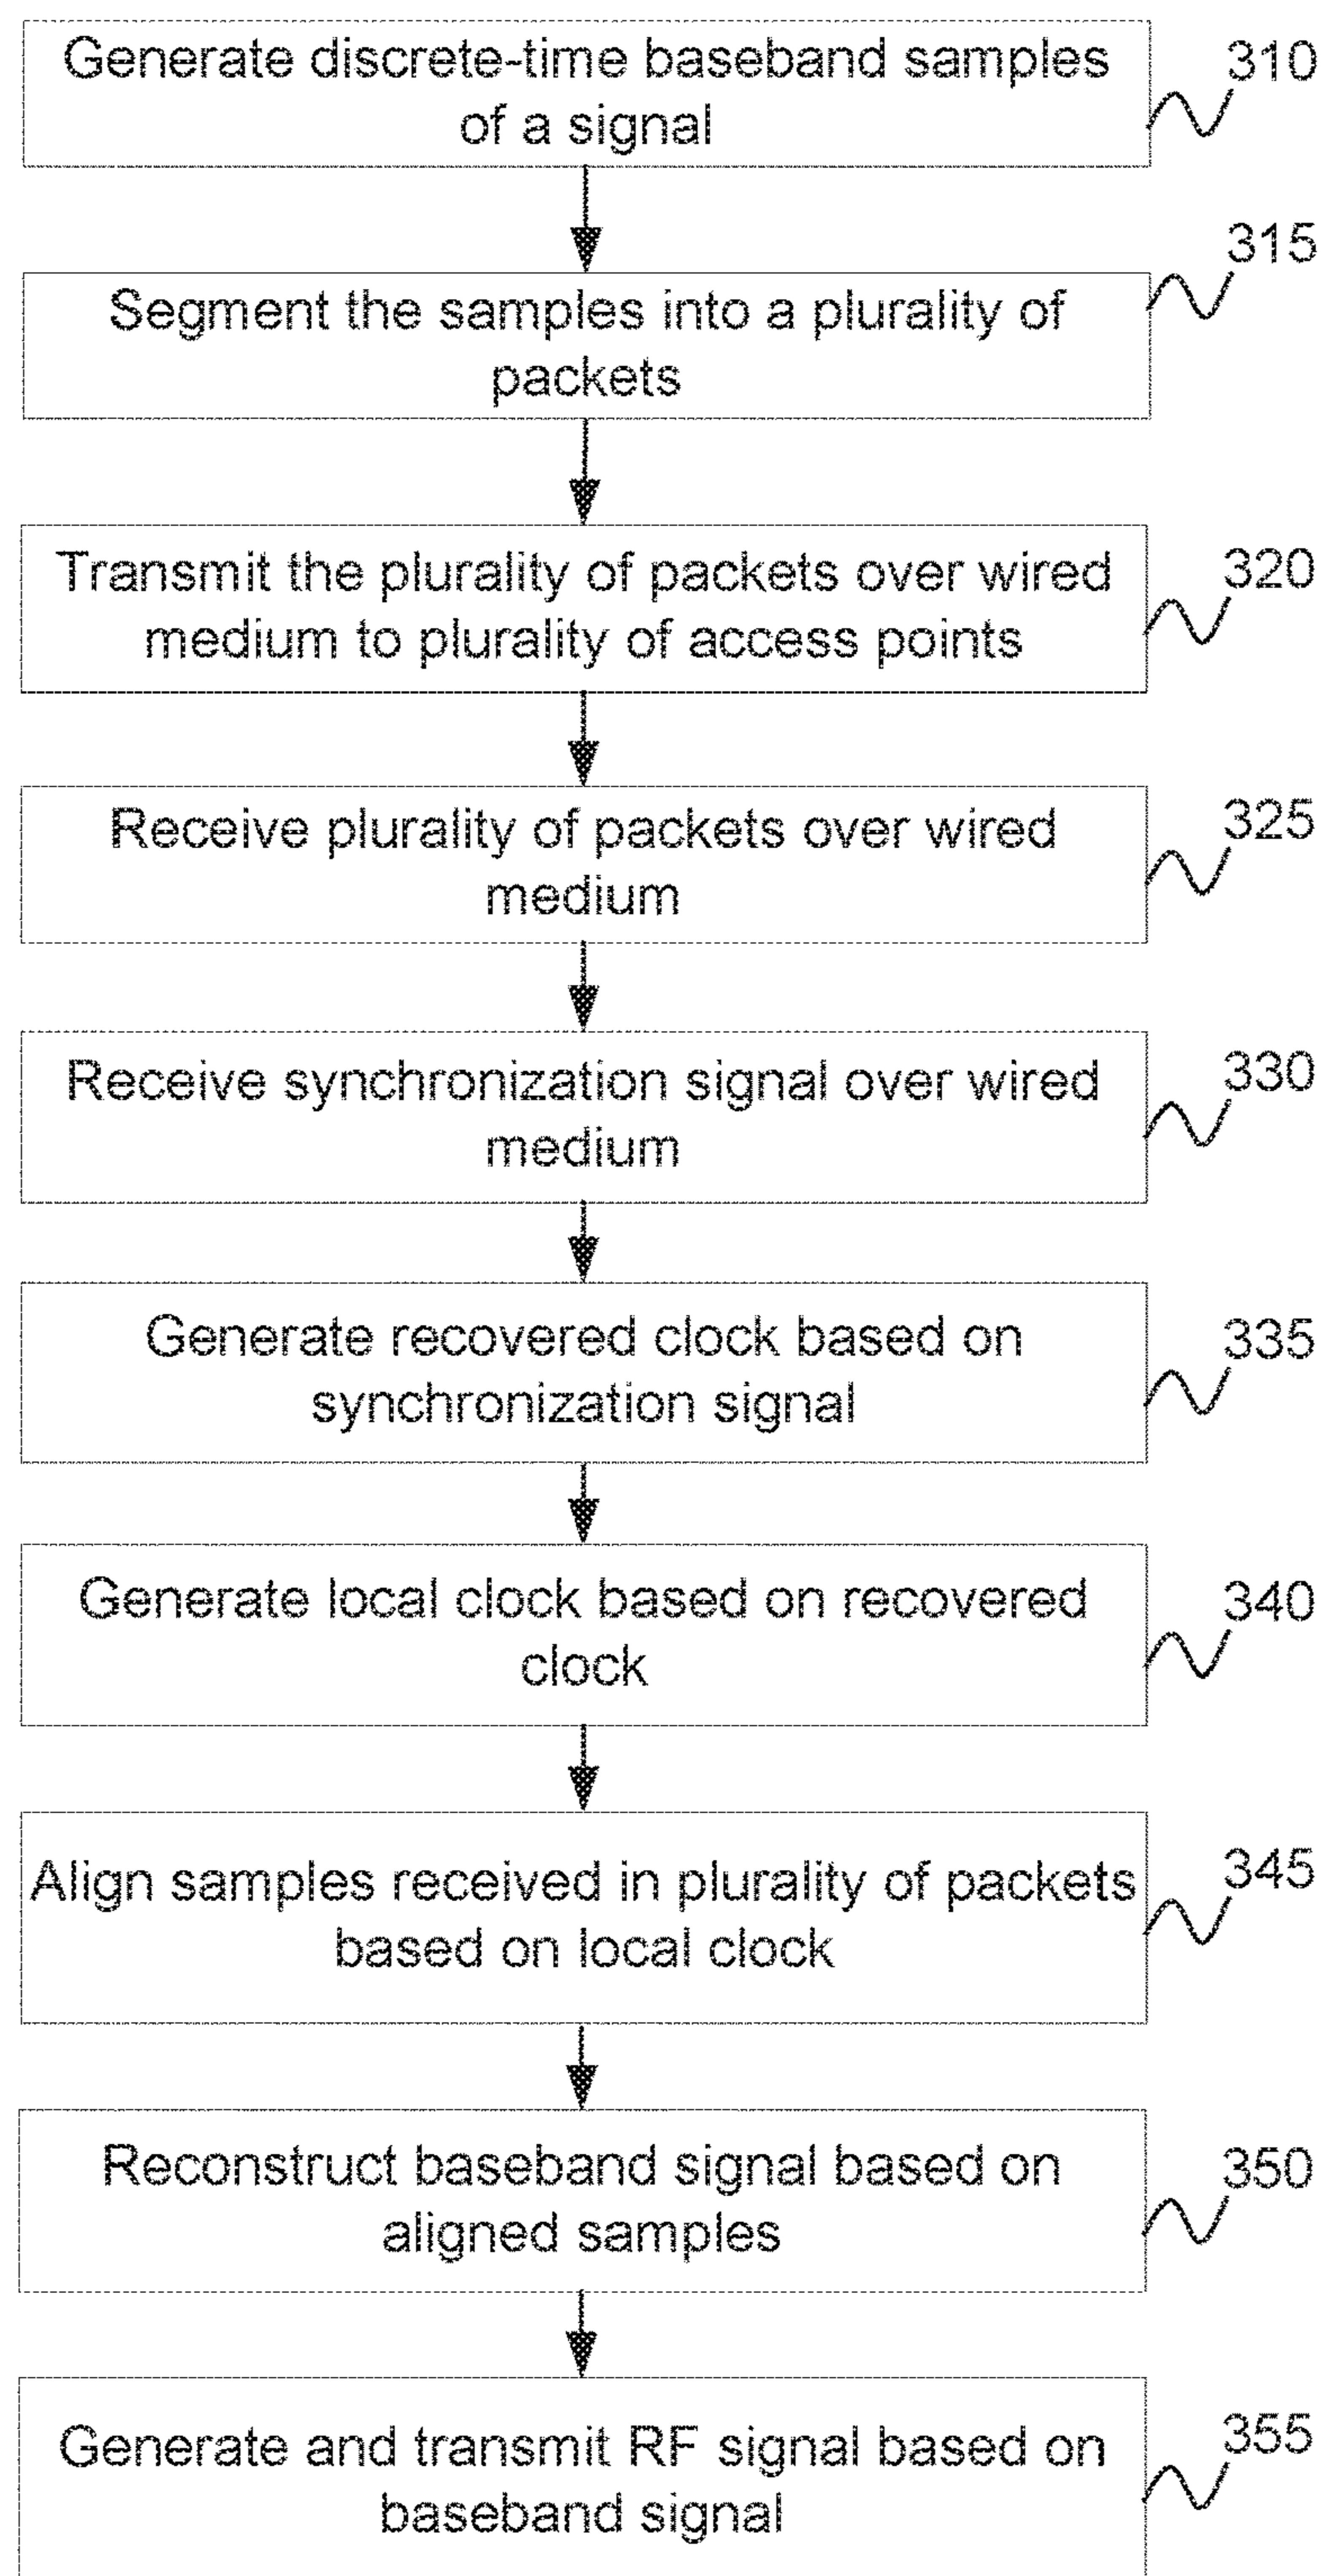 Generate discrete-time baseband samples
of a signal
310
Segment the samples into a plurality of
packets
315
Transmit the plurality of packets over wired
medium to plurality of access points
320
Receive plurality of packets over wired
medium
325
Receive synchronization signal over wired
medium
330
Generate recovered clock based on
synchronization signal
335
Generate local clock based on recovered
clock
340
Align samples received in plurality of packets
based on local clock
345
Reconstruct baseband signal based on
aligned samples
350
Generate and transmit RF signal based on
baseband signal
355